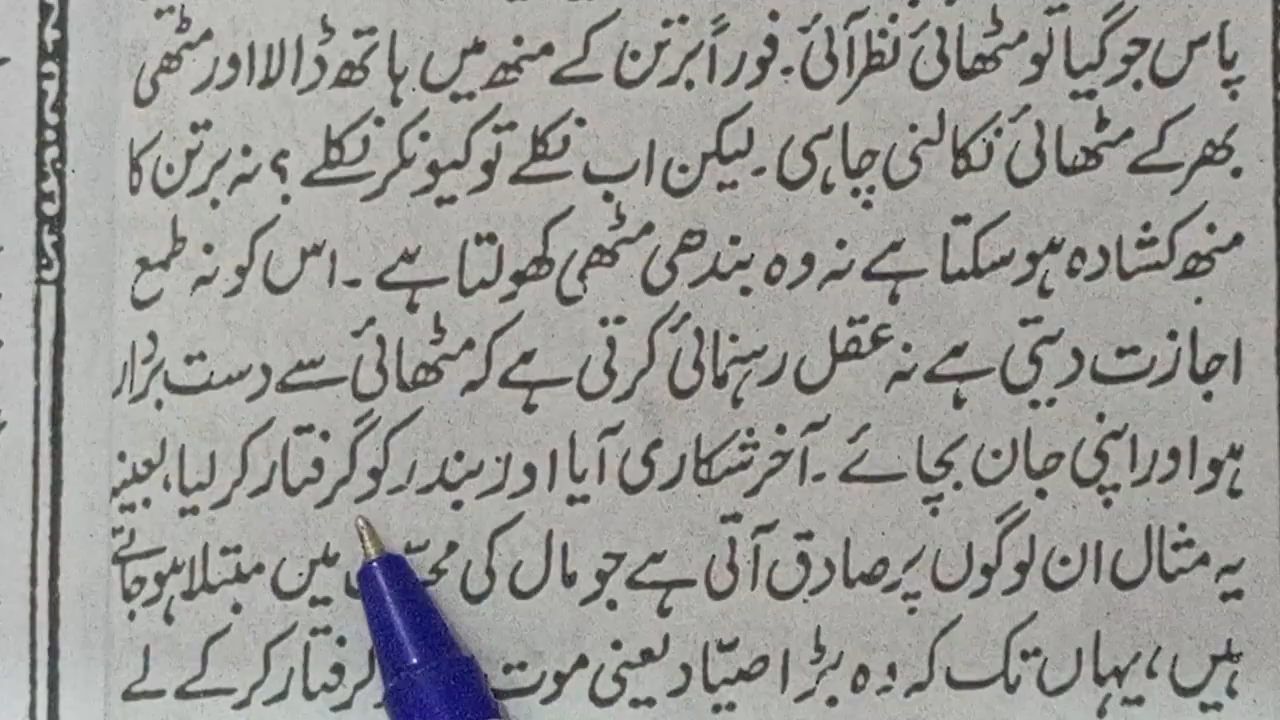 پاس جو گیا تو مٹھائی نظر آئی۔ فوراً برتن کے منھ میں ہاتھ ڈالا اور مٹھی
بھر کے مٹھائی نکالنی چاہی۔ لیکن اب نکلے تو کیونکر نکلے ؟ نہ برتن کا
منھ کشادہ ہو سکتا ہے نہ وہ بندھی مٹھی کھولتا ہے ۔ اس کو نہ طمع
اجازت دیتی ہے نہ عقل رہنمائی کرتی ہے کہ مٹھائی سے دست بردار
ہو اور اپنی جان بچائے ۔ آخر شکاری آیا اور بندر کو گرفتار کر لیا، بعینہ
یہ مثال ان لوگوں پر صادق آتی ہے جو مال کی میں مبتلا ہو جاتے
ہیں، یہاں تک کہ وہ بڑا صیّاد یعنی موت گرفتار کر کے لے